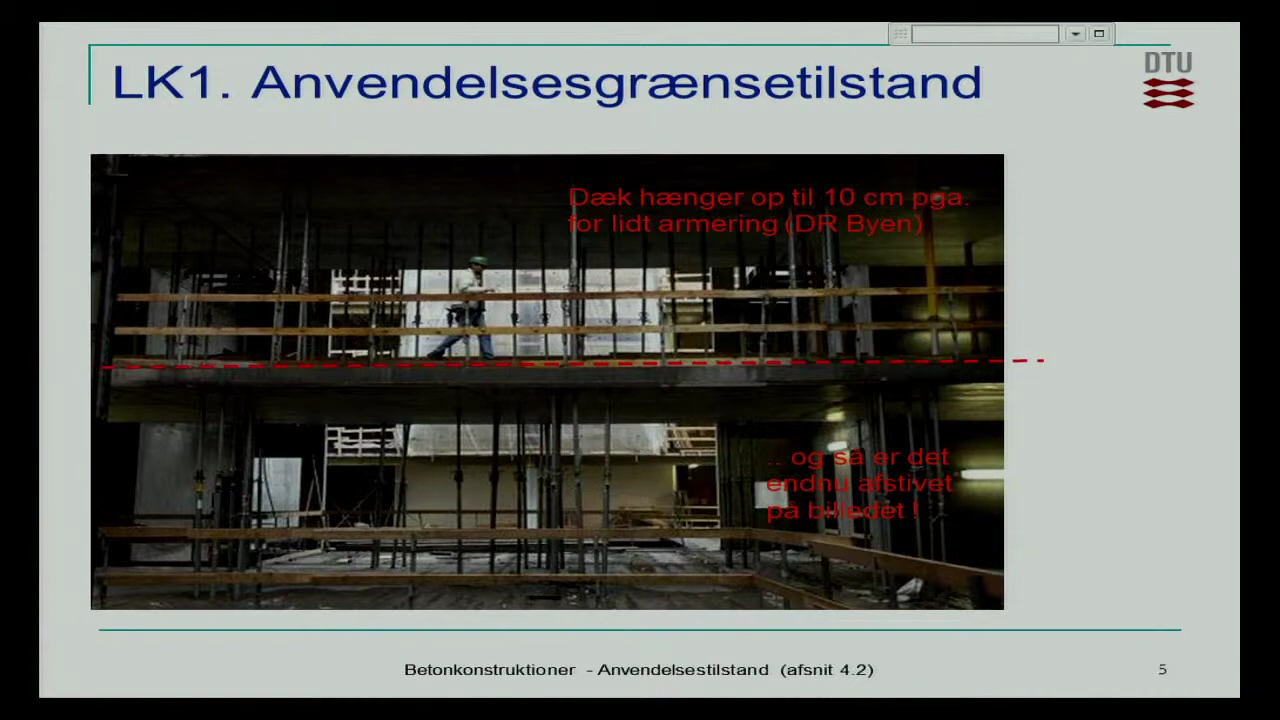 LK1. Anvendelsesgrænsetilstand
DTU
Dæk hænger op til 10 cm pga.
for lidt armering (DR Byen)
.. og så er det
endnu afstivet
på billedet !
Betonkonstruktioner - Anvendelsestilstand (afsnit 4.2)
5